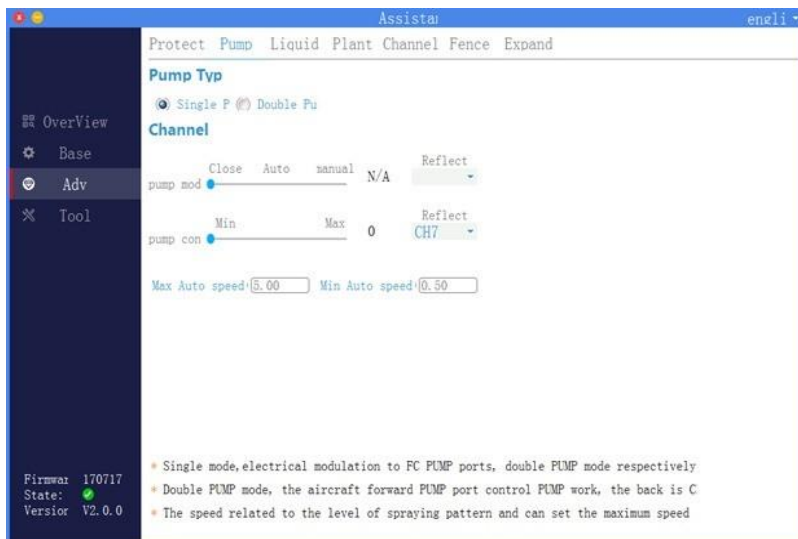 Assistar
engli
Protect Pump Liquid Plant Channel Fence Expand
Pump Typ
Single P Double Pu
Channel
OverView
Base
Adv
Tool
Close Auto manual N/A Reflect
pump mod
Min Max 0 Reflect
pump con CH7
Max Auto speed: 5.00 Min Auto speed: 0.50
* Single mode,electrical modulation to FC PUMP ports, double PUMP mode respectively
* Double PUMP mode, the aircraft forward PUMP port control PUMP work, the back is C
* The speed related to the level of spraying pattern and can set the maximum speed
Firmwar 170717
State:
Versior V2.0.0